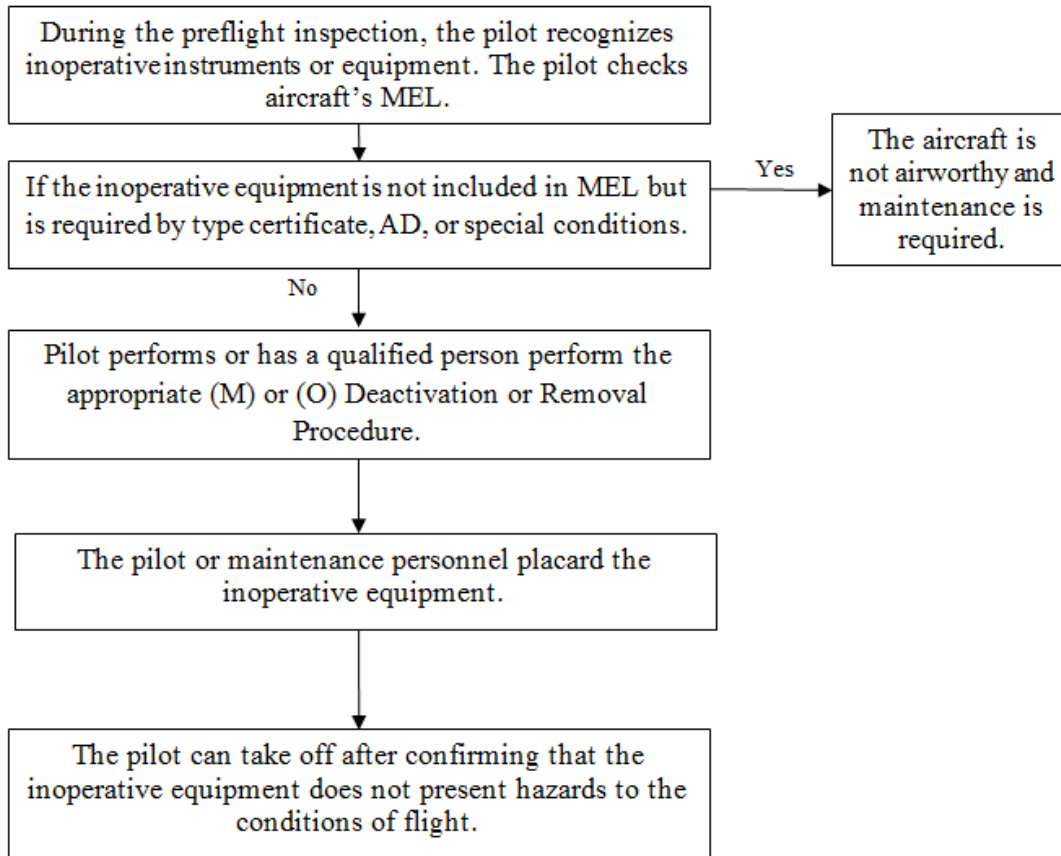 During the preflight inspection, the pilot recognizes
inoperative instruments or equipment. The pilot checks
aircraft’s MEL.
If the inoperative equipment is not included in MEL but
is required by type certificate, AD, or special conditions.
Yes
The aircraft is
not airworthy and
maintenance is
required.
No
Pilot performs or has a qualified person perform the
appropriate (M) or (O) Deactivation or Removal
Procedure.
The pilot or maintenance personnel placard the
inoperative equipment.
The pilot can take off after confirming that the
inoperative equipment does not present hazards to the
conditions of flight.